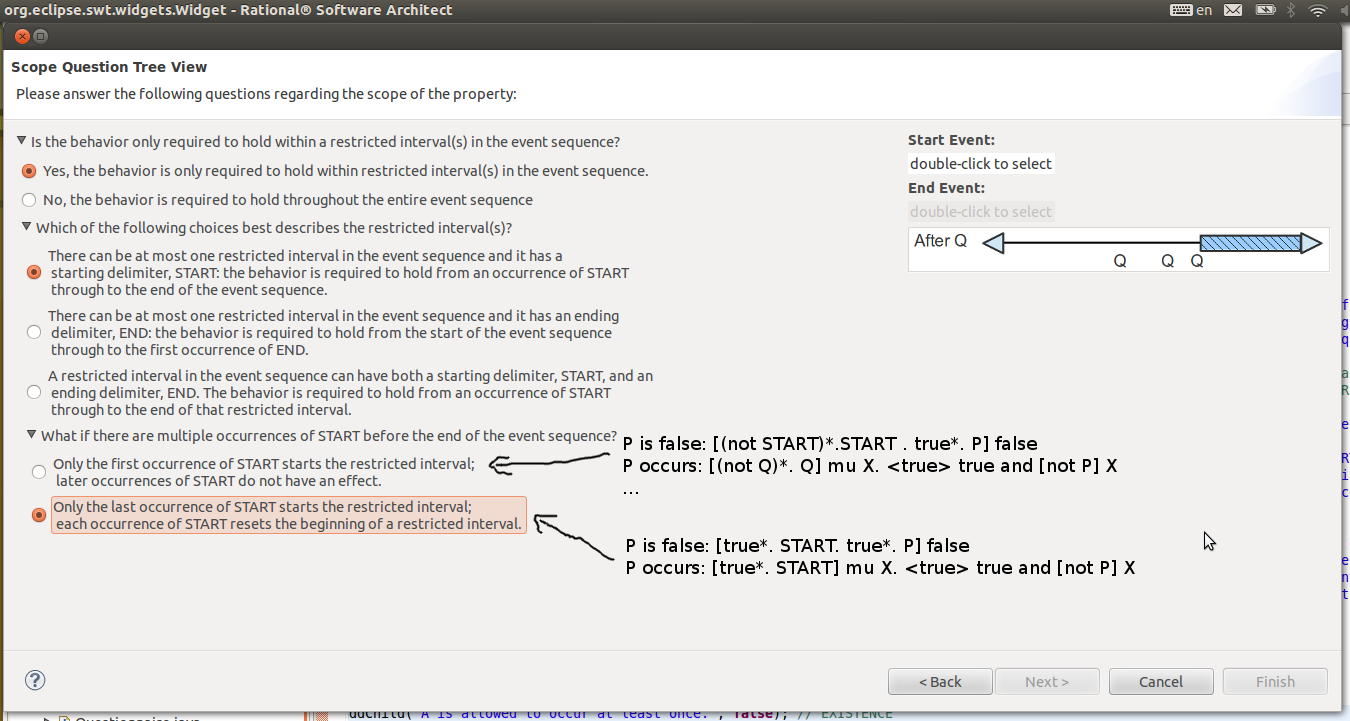 org.eclipse.swt.widgets.Widget - Rational® Software Architect
en
Scope Question Tree View
Please answer the following questions regarding the scope of the property:
Is the behavior only required to hold within a restricted interval(s) in the event sequence?
Yes, the behavior is only required to hold within restricted interval(s) in the event sequence.
No, the behavior is required to hold throughout the entire event sequence
Which of the following choices best describes the restricted interval(s)?
There can be at most one restricted interval in the event sequence and it has a
starting delimiter, START: the behavior is required to hold from an occurrence of START
through to the end of the event sequence.
There can be at most one restricted interval in the event sequence and it has an ending
delimiter, END: the behavior is required to hold from the start of the event sequence
through to the first occurrence of END.
A restricted interval in the event sequence can have both a starting delimiter, START, and an
ending delimiter, END. The behavior is required to hold from an occurrence of START
through to the end of that restricted interval.
What if there are multiple occurrences of START before the end of the event sequence?
Only the first occurrence of START starts the restricted interval;
later occurrences of START do not have an effect.
Only the last occurrence of START starts the restricted interval;
each occurrence of START resets the beginning of a restricted interval.
Start Event:
double-click to select
End Event:
double-click to select
After Q
Q Q Q
P is false: [(not START)*.START . true*. P] false
P occurs: [(not Q)*. Q] mu X. <true> true and [not P] X
...
P is false: [true*. START. true*. P] false
P occurs: [true*. START] mu X. <true> true and [not P] X
< Back
Next >
Cancel
Finish
ddChild("A is allowed to occur at least once.", false); // EXISTENCE